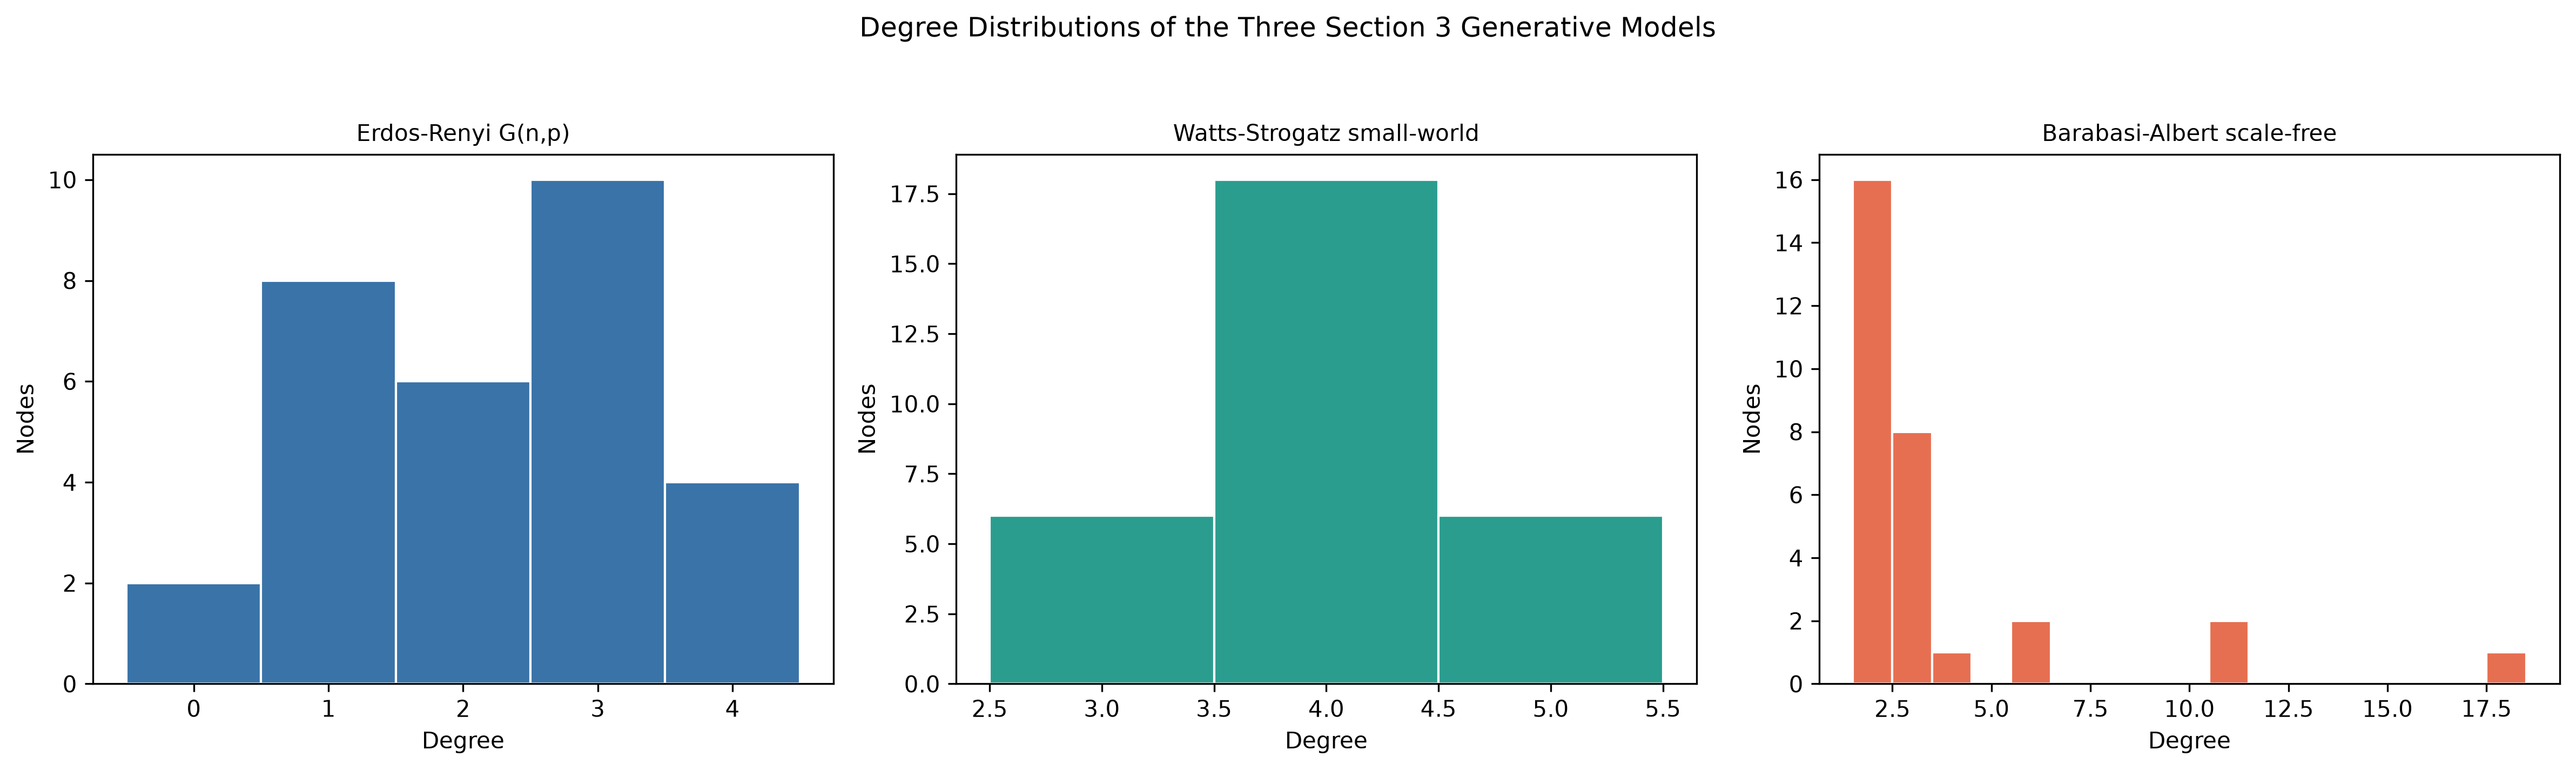 Degree Distributions of the Three Section 3 Generative Models
Erdos-Renyi G(n,p)
10
8
6
4
2
0
Nodes
0 1 2 3 4
Degree
Watts-Strogatz small-world
17.5
15.0
12.5
10.0
7.5
5.0
2.5
0.0
Nodes
2.5 3.0 3.5 4.0 4.5 5.0 5.5
Degree
Barabasi-Albert scale-free
16
14
12
10
8
6
4
2
0
Nodes
2.5 5.0 7.5 10.0 12.5 15.0 17.5
Degree